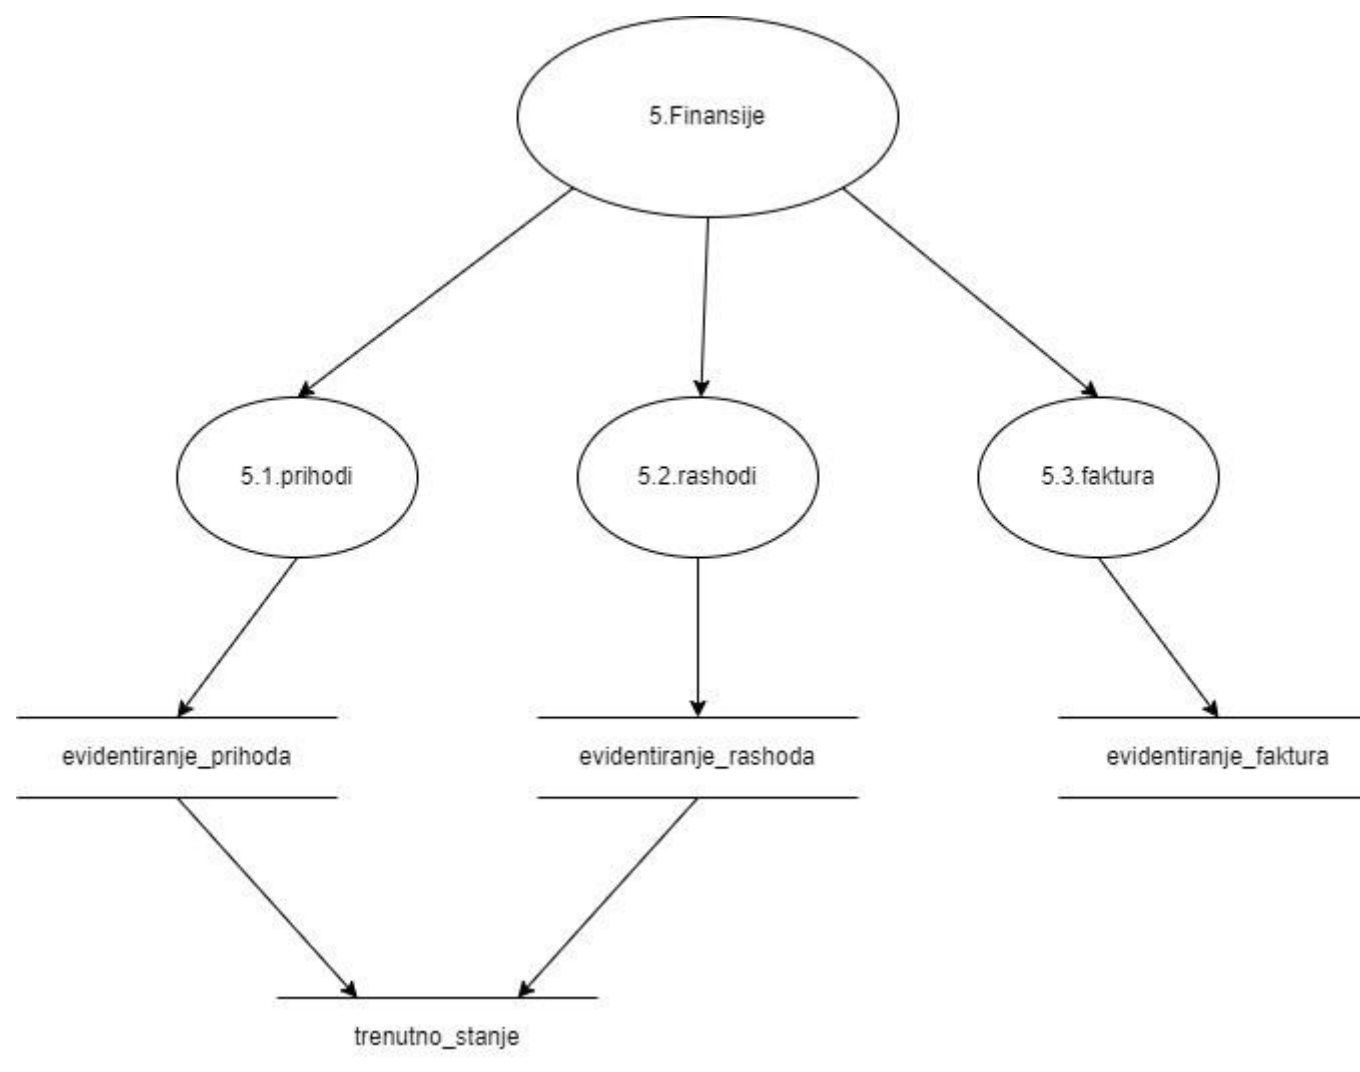 5.Finansije
5.1.prihodi
5.2.rashodi
5.3.faktura
evidentiranje_prihoda
evidentiranje_rashoda
evidentiranje_faktura
trenutno_stanje